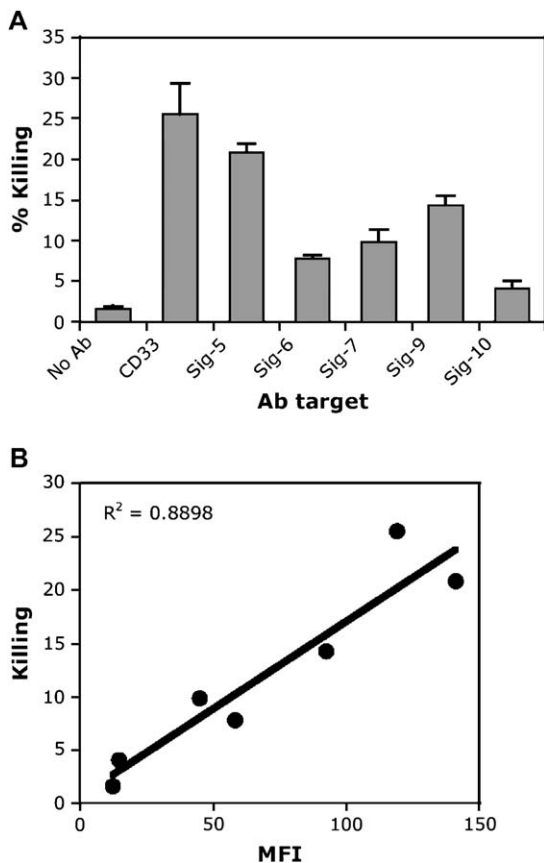 A
35
30
25
20
15
10
5
0
% Killing
No Ab
CD33
Sig-5
Sig-6
Sig-7
Sig-9
Sig-10
Ab target
B
30
25
20
15
10
5
0
Killing
R² = 0.8898
0 50 100 150
MFI